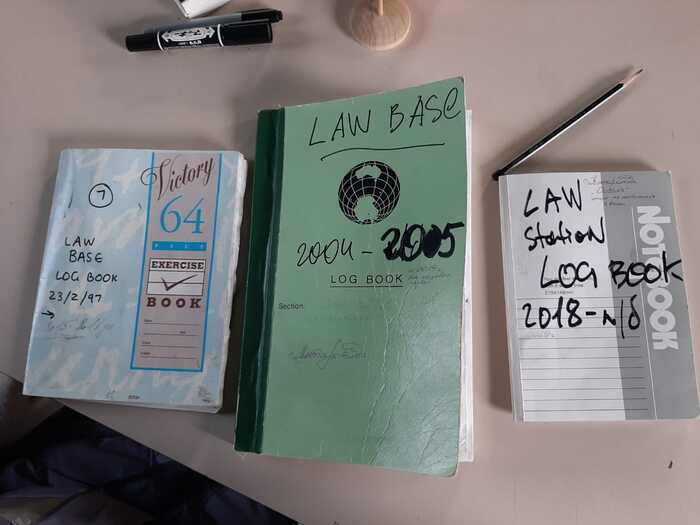 7
LAW
BASE
LOG BOOK
23/2/97
→
Victory
64
PAGE
EXERCISE
BOOK
LAW BASE
2004 - 2005
LOG BOOK
Section:
LAW
Station
LOG BOOK
2018-н/б
NOTEBOOK